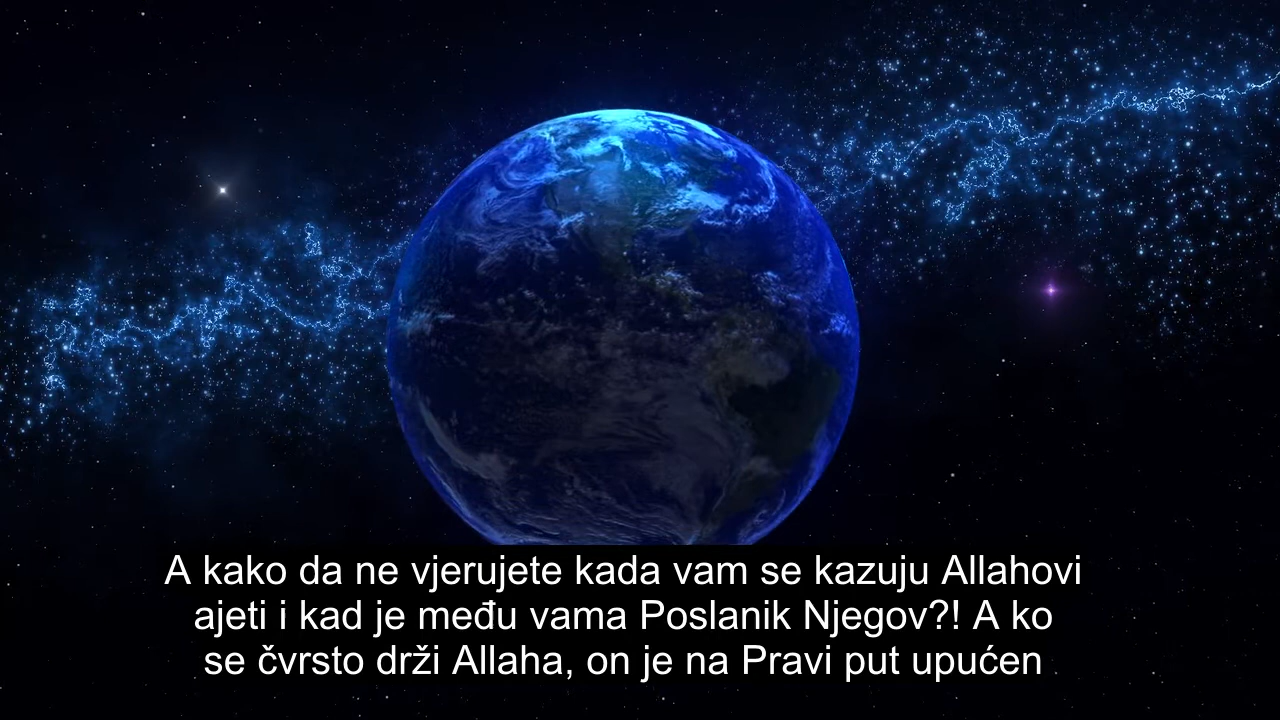 A kako da ne vjerujete kada vam se kazuju Allahovi
ajeti i kad je među vama Poslanik Njegov?! A ko
se čvrsto drži Allaha, on je na Pravi put upućen